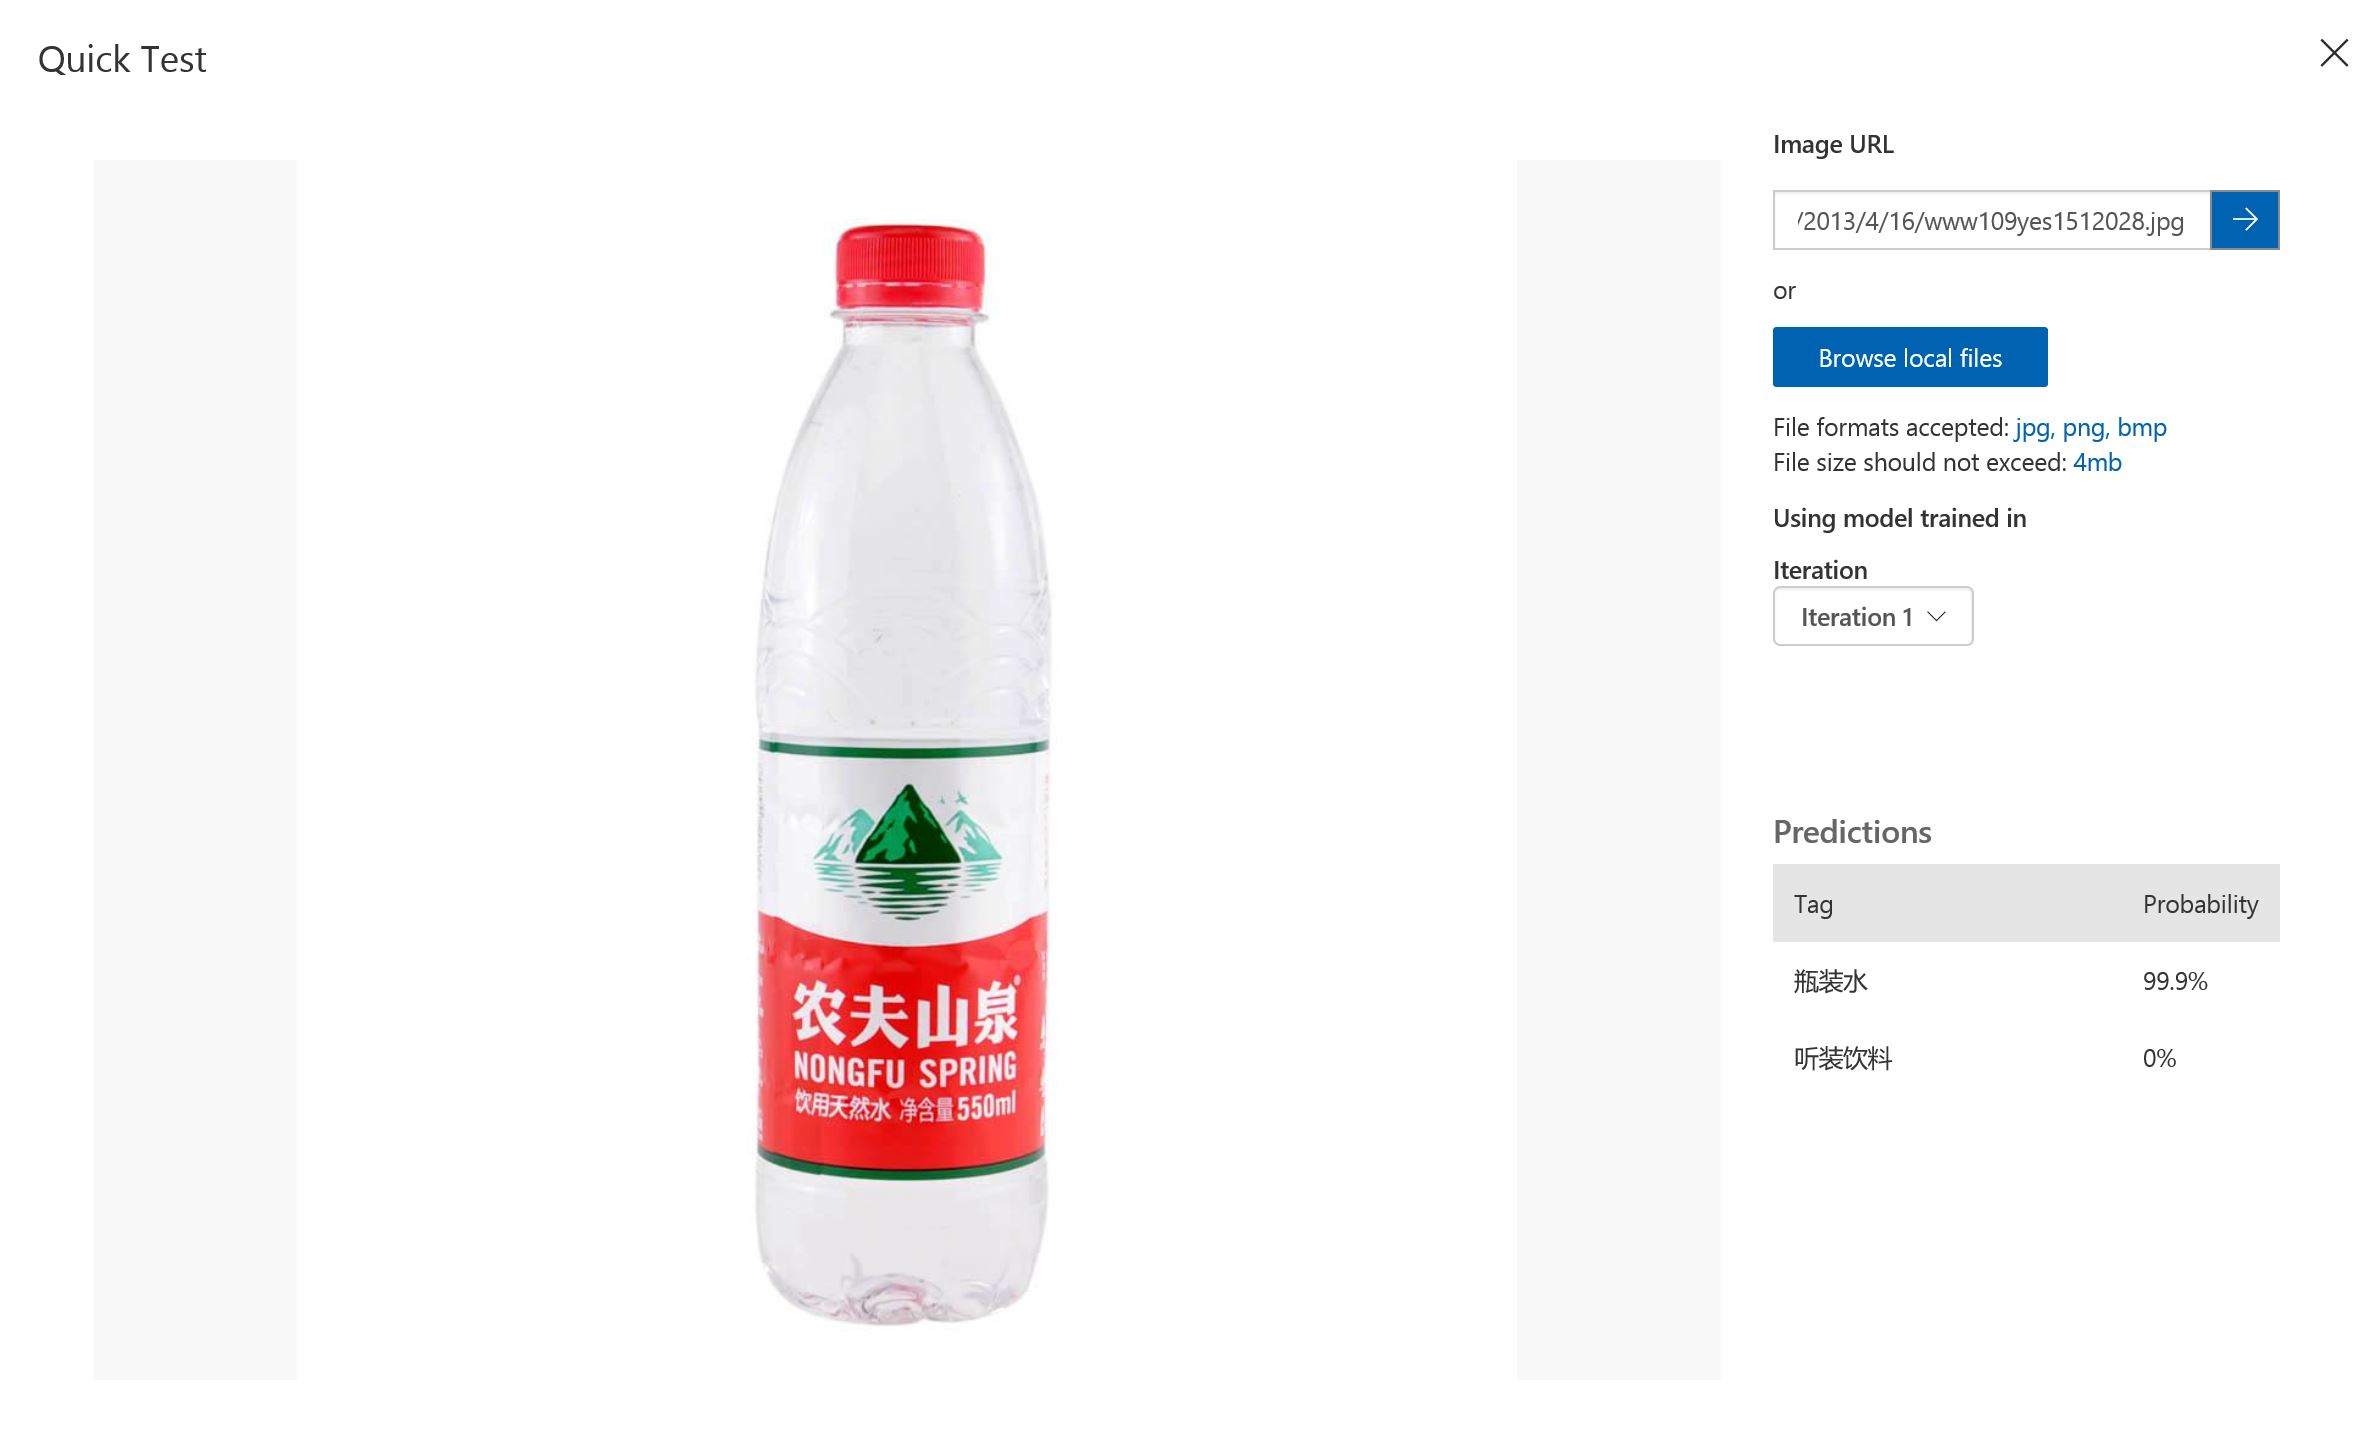 Quick Test
Image URL
/2013/4/16/www109yes1512028.jpg
or
Browse local files
File formats accepted: jpg, png, bmp
File size should not exceed: 4mb
Using model trained in
Iteration
Iteration 1
Predictions
Tag Probability
瓶装水 99.9%
听装饮料 0%
农夫山泉®
NONGFU SPRING
饮用天然水 净含量550ml